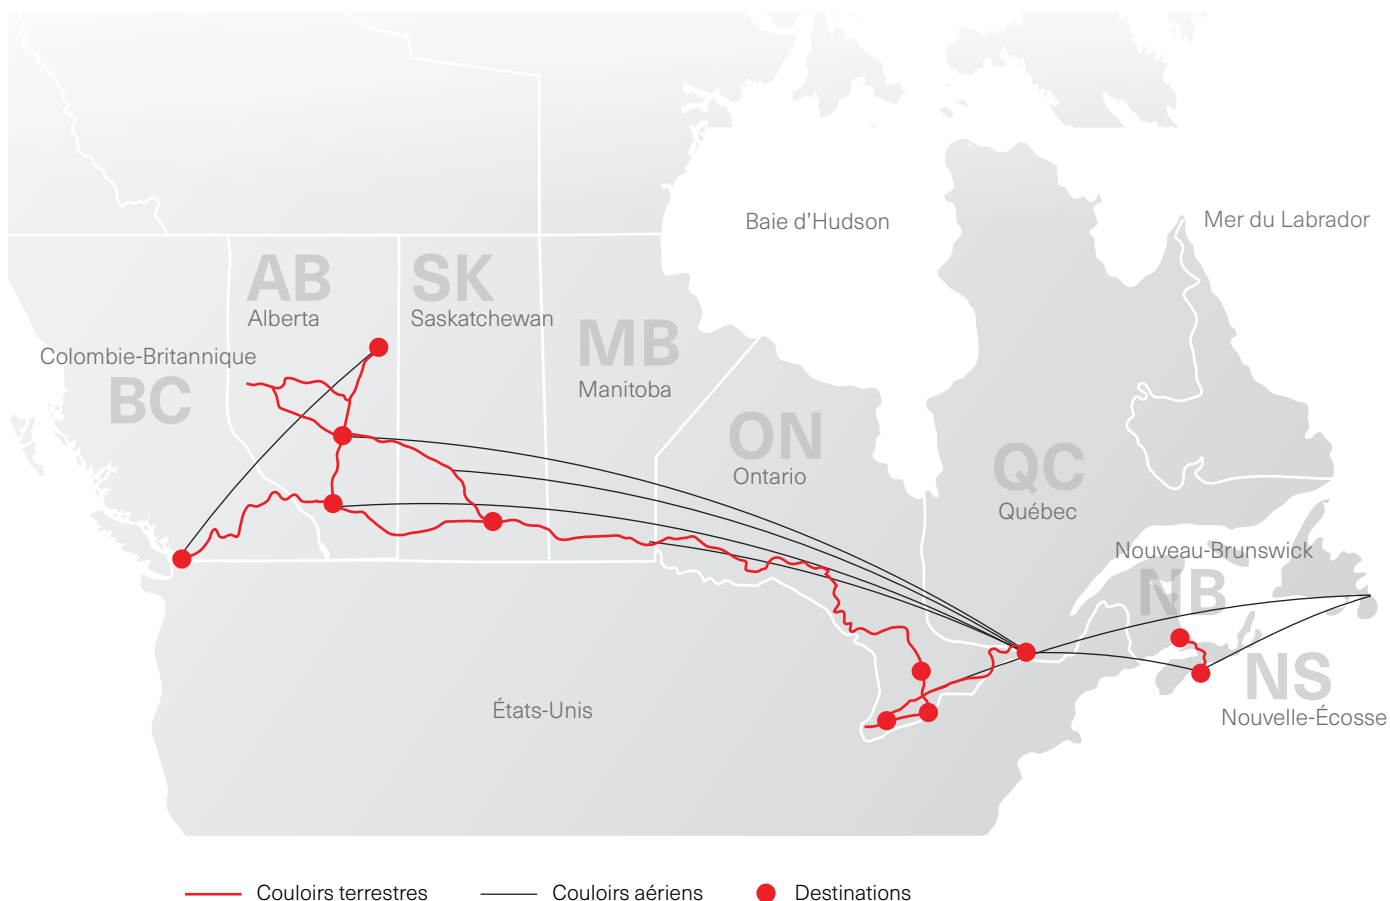 Baie d’Hudson
Mer du Labrador
AB
Alberta
SK
Saskatchewan
MB
Manitoba
Colombie-Britannique
BC
ON
Ontario
QC
Québec
Nouveau-Brunswick
NB
NS
Nouvelle-Écosse
États-Unis
Couloirs terrestres
Couloirs aériens
Destinations